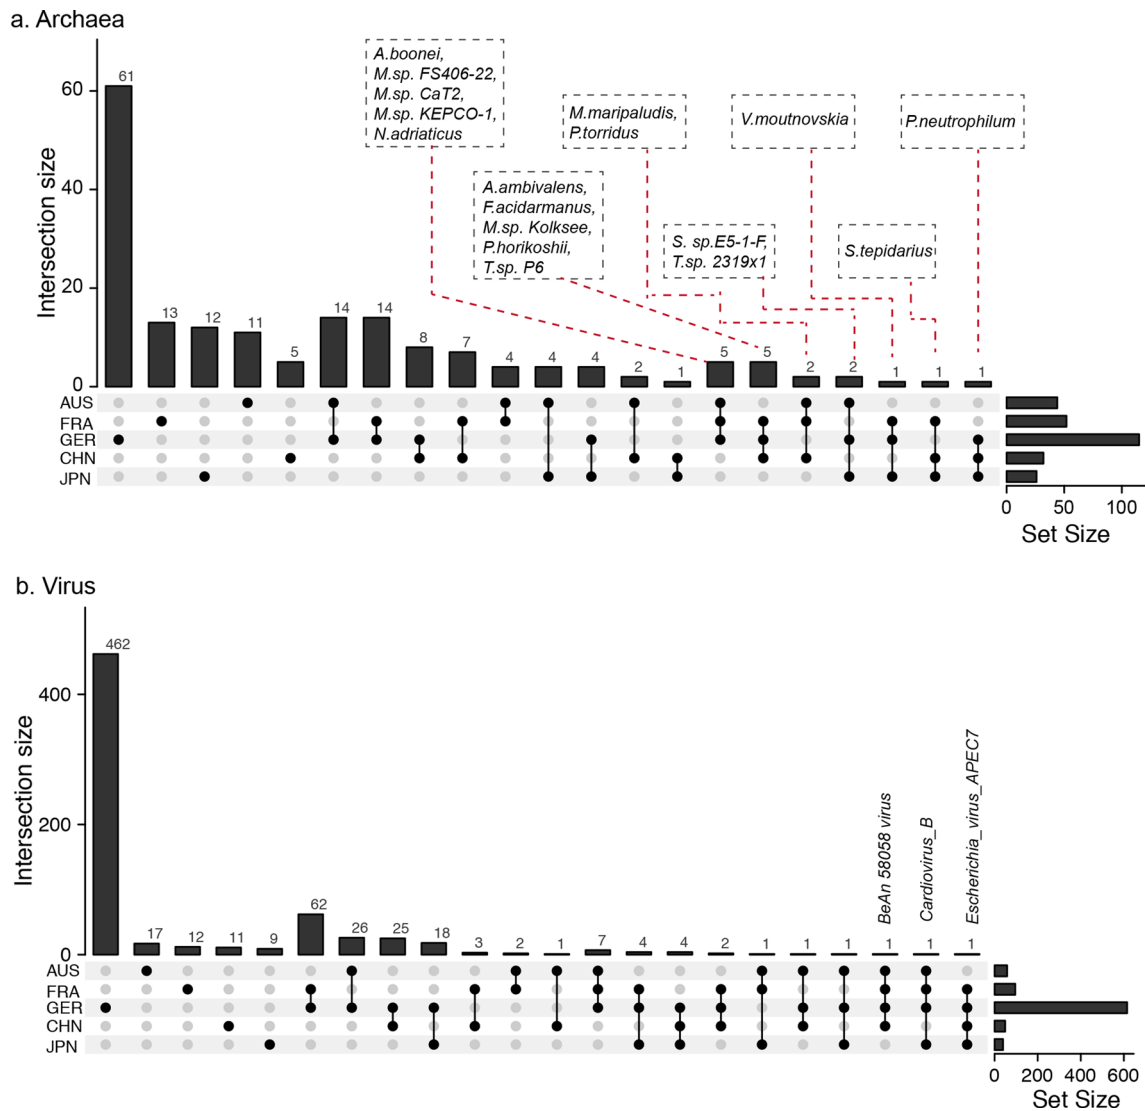 a. Archaea
Intersection size
60
40
20
0
61
13
12
11
5
14
14
8
7
4
4
4
2
1
5
5
2
2
1
1
1
A.boonei,
M.sp. FS406-22,
M.sp. CaT2,
M.sp. KEPCO-1,
N.adriaticus
A.ambivalens,
F.acidarmanus,
M.sp. Kolksee,
P.horikoshii,
T.sp. P6
M.maripaludis,
P.torridus
S. sp.E5-1-F,
T.sp. 2319x1
V.moutnovskia
S.tepidarius
P.neutrophilum
AUS
FRA
GER
CHN
JPN
0 50 100
Set Size
b. Virus
Intersection size
400
200
0
462
17
12
11
9
62
26
25
18
3
2
1
7
4
4
2
1
1
1
1
1
1
BeAn 58058 virus
Cardiovirus_B
Escherichia_virus_APEC7
AUS
FRA
GER
CHN
JPN
0 200 400 600
Set Size